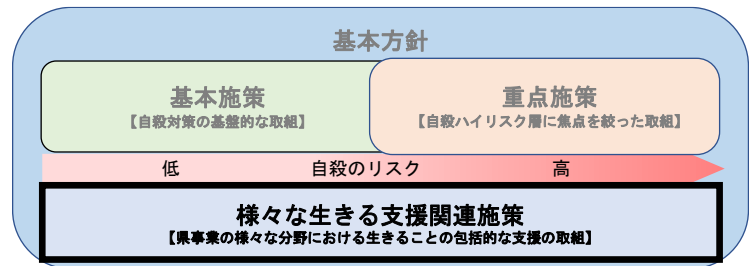 基本方針
基本施策
【自殺対策の基盤的な取組】
重点施策
【自殺ハイリスク層に焦点を絞った取組】
低 自殺のリスク 高
様々な生きる支援関連施策
【県事業の様々な分野における生きることの包括的な支援の取組】